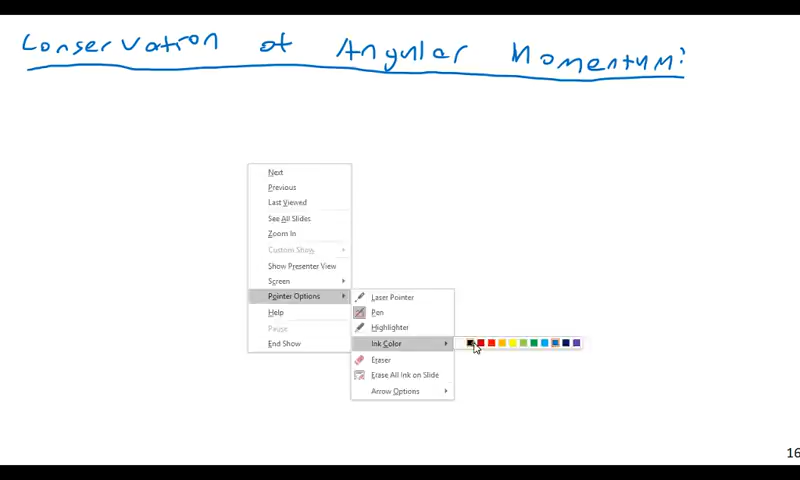 Conservation of Angular Momentum:
Next
Previous
Last Viewed
See All Slides
Zoom In
Custom Show
Show Presenter View
Screen
Pointer Options
Help
Pause
End Show
Laser Pointer
Pen
Highlighter
Ink Color
Eraser
Erase All Ink on Slide
Arrow Options
16